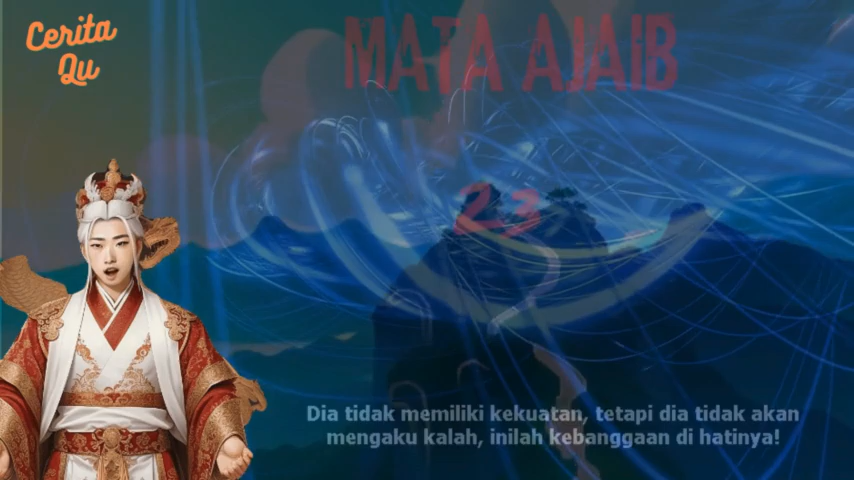 Cerita
Qu
MATA AJAIB
23
Dia tidak memiliki kekuatan, tetapi dia tidak akan
mengaku kalah, inilah kebanggaan di hatinya!